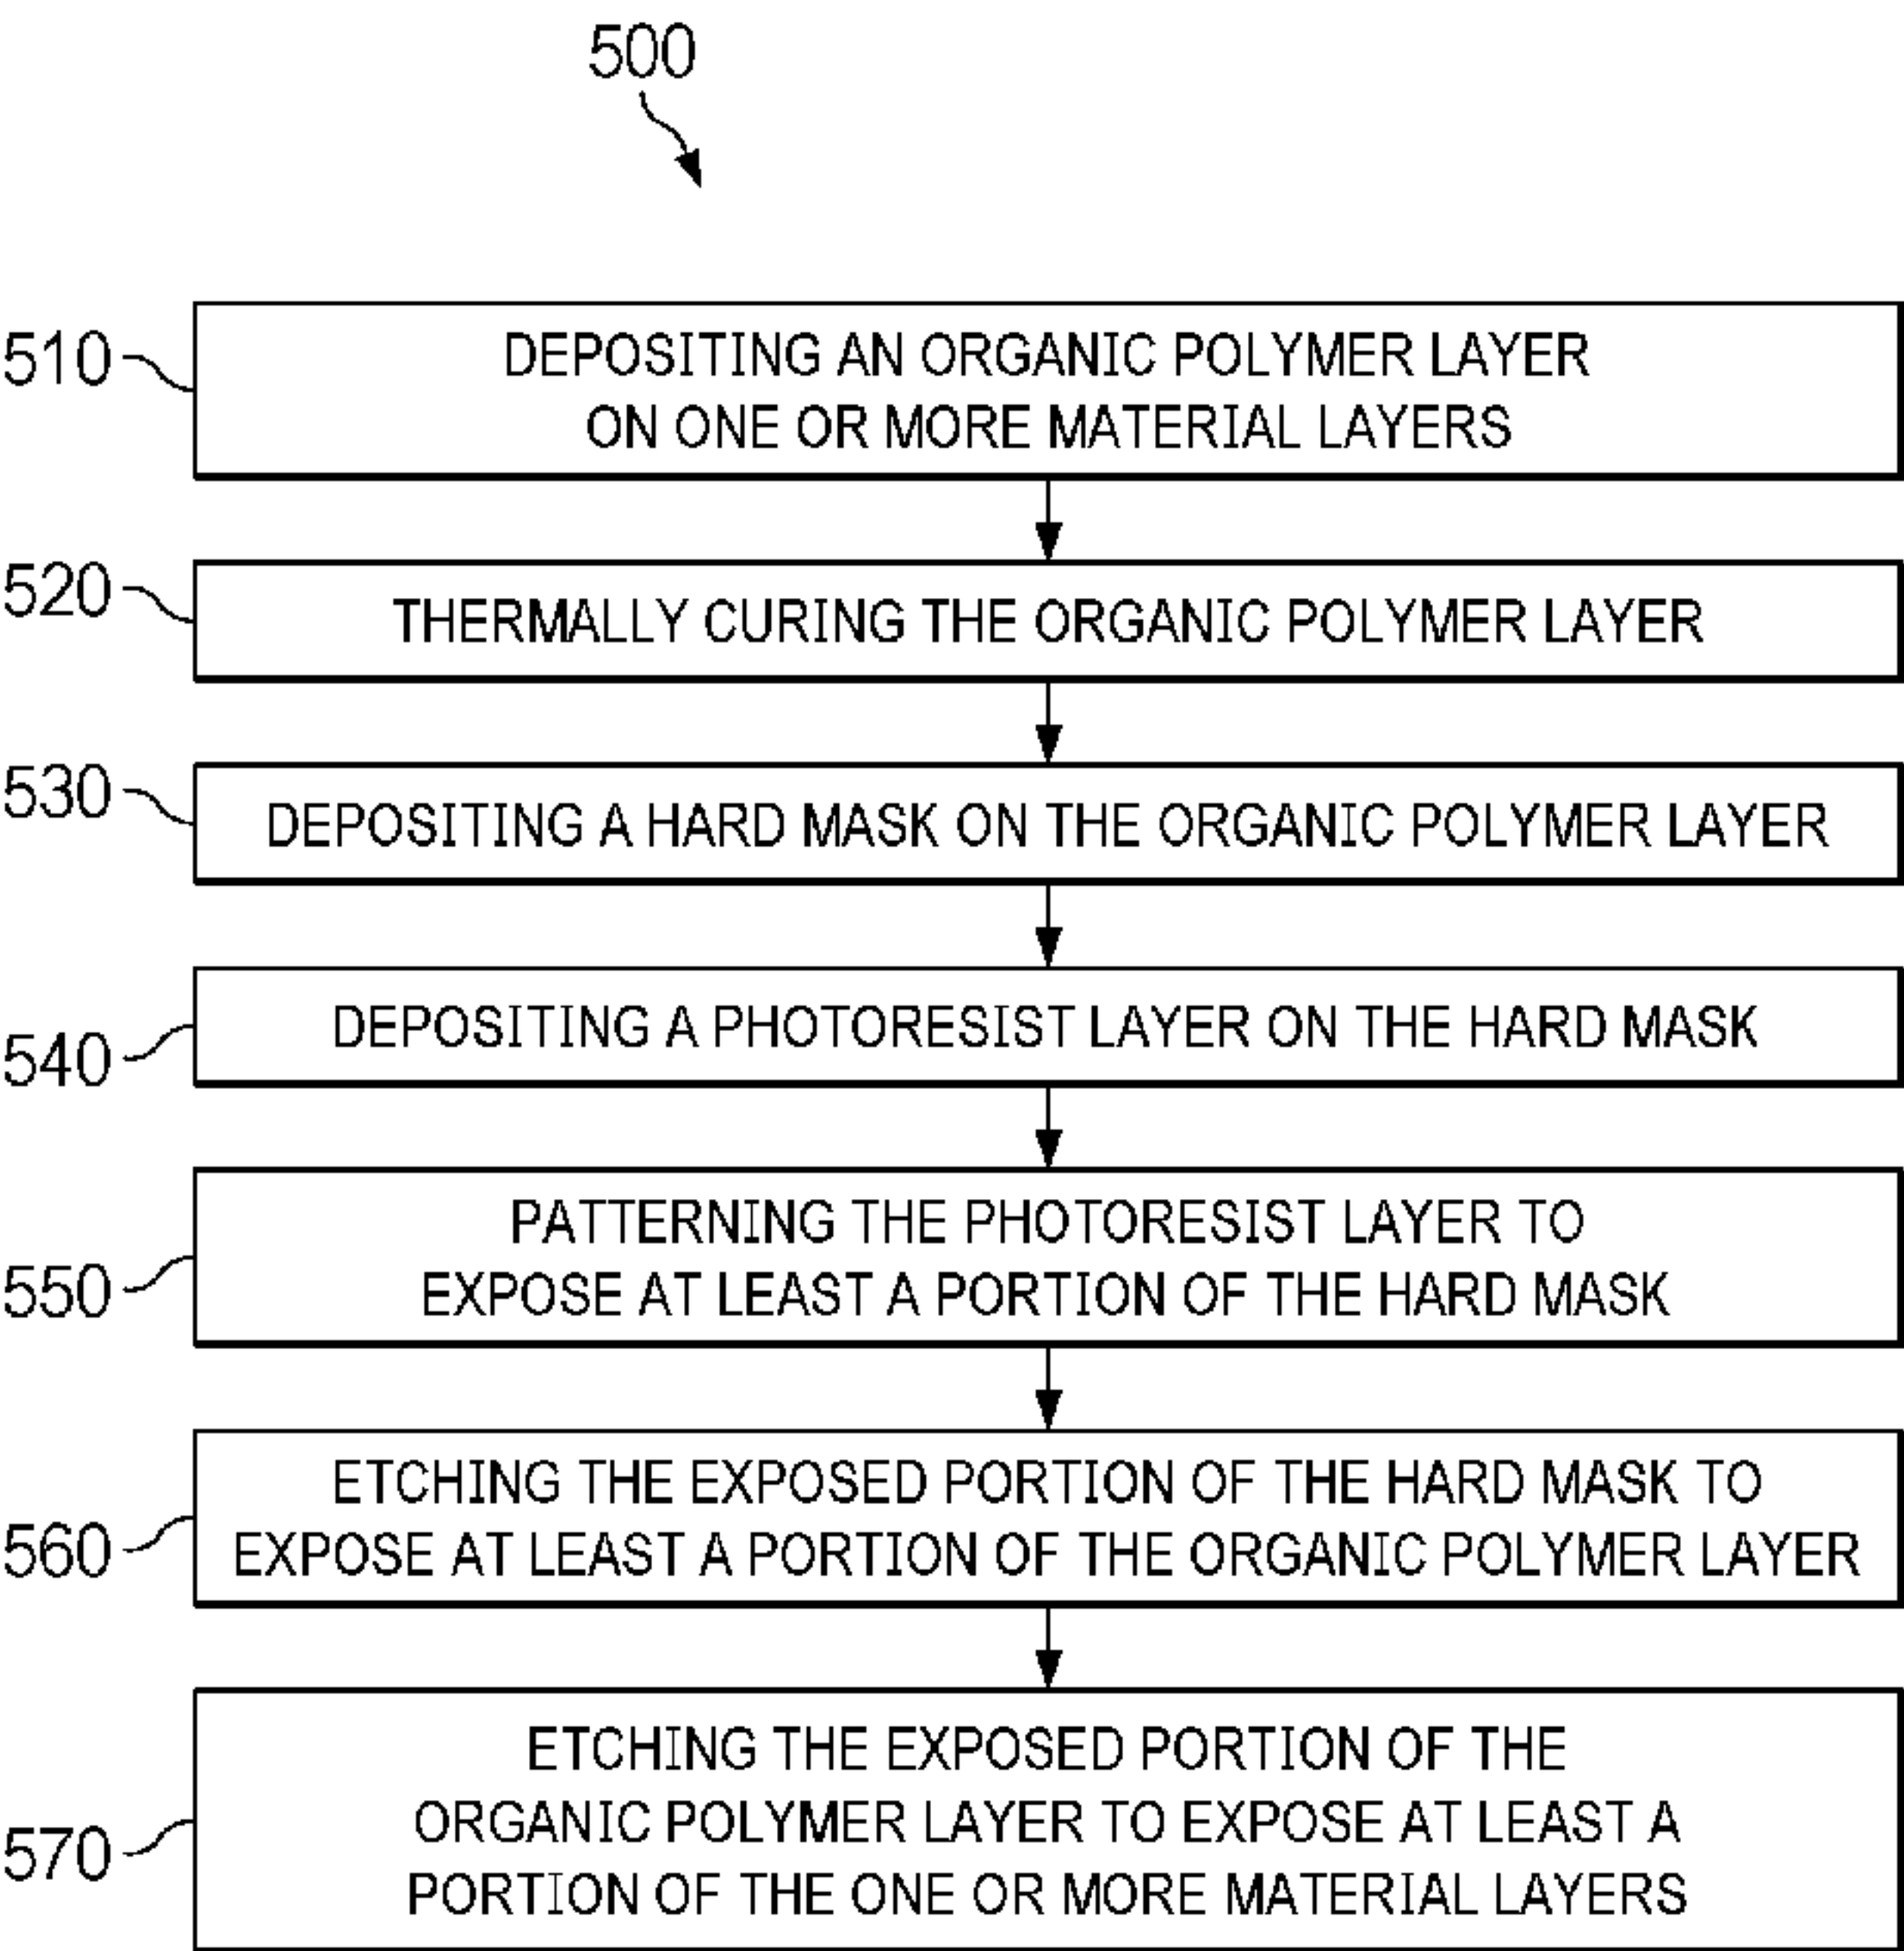 500
510
DEPOSITING AN ORGANIC POLYMER LAYER
ON ONE OR MORE MATERIAL LAYERS
520
THERMALLY CURING THE ORGANIC POLYMER LAYER
530
DEPOSITING A HARD MASK ON THE ORGANIC POLYMER LAYER
540
DEPOSITING A PHOTORESIST LAYER ON THE HARD MASK
550
PATTERNING THE PHOTORESIST LAYER TO
EXPOSE AT LEAST A PORTION OF THE HARD MASK
560
ETCHING THE EXPOSED PORTION OF THE HARD MASK TO
EXPOSE AT LEAST A PORTION OF THE ORGANIC POLYMER LAYER
570
ETCHING THE EXPOSED PORTION OF THE
ORGANIC POLYMER LAYER TO EXPOSE AT LEAST A
PORTION OF THE ONE OR MORE MATERIAL LAYERS